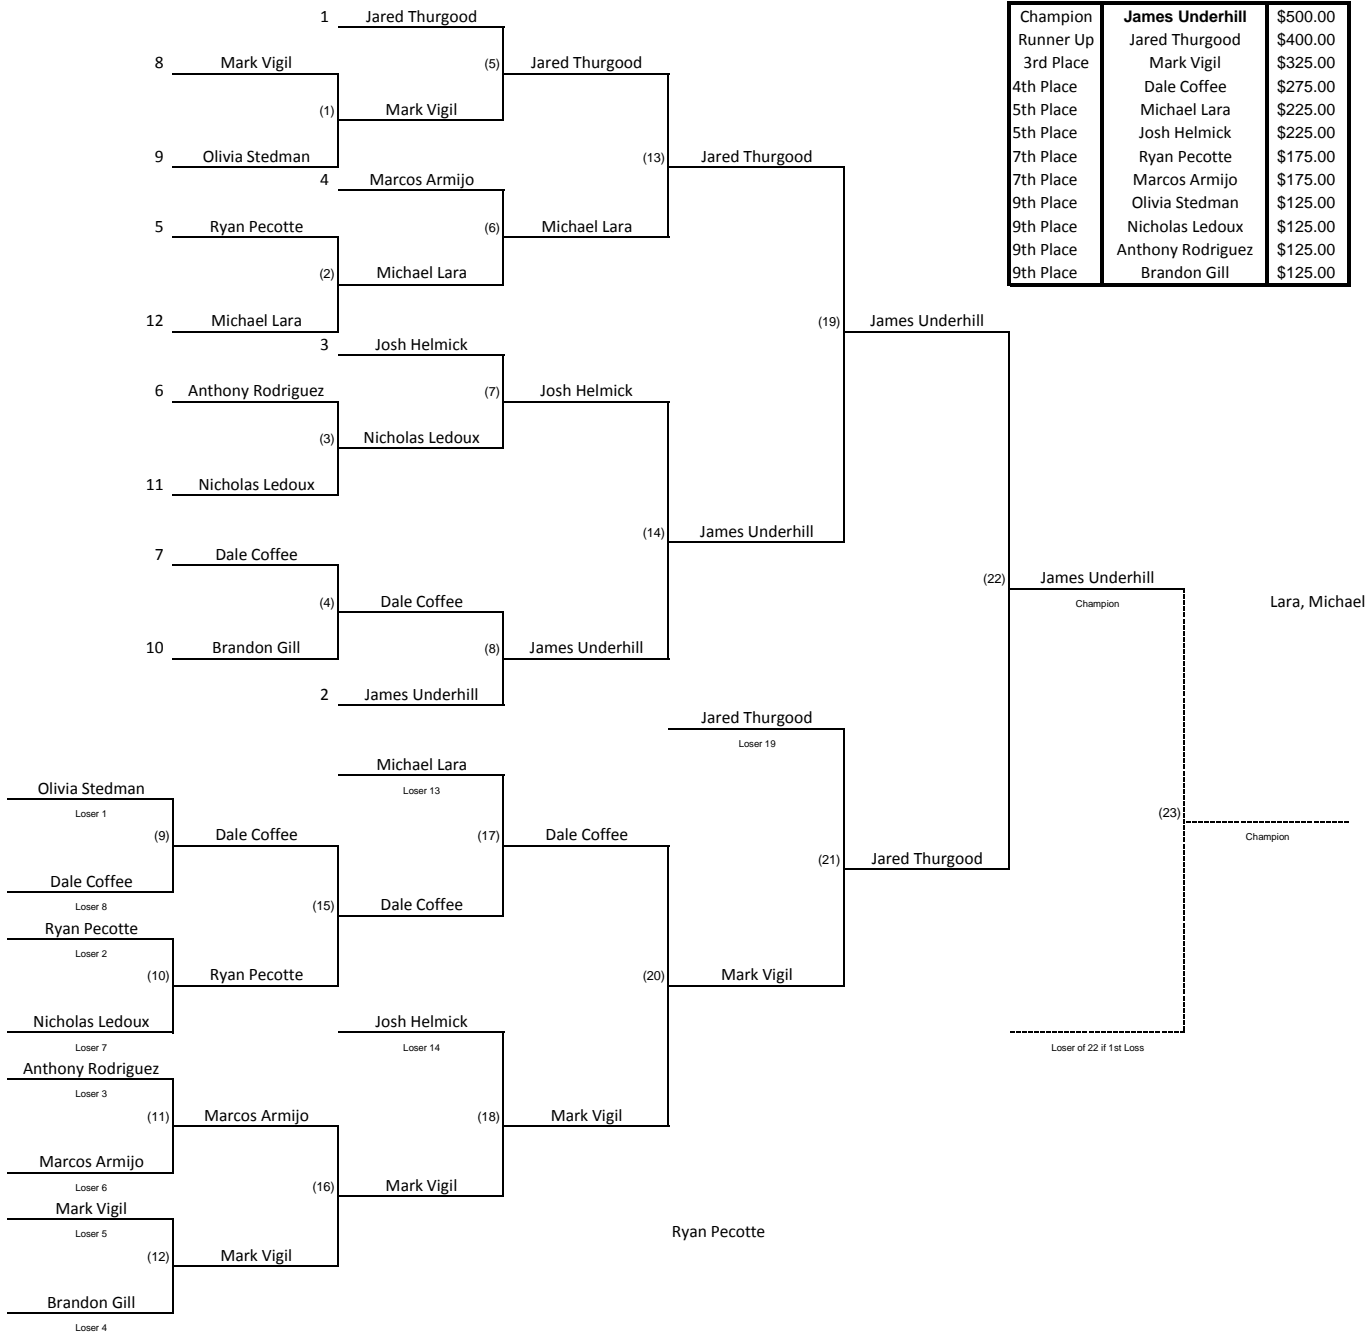 1 Jared Thurgood
Champion James Underhill $500.00
Runner Up Jared Thurgood $400.00
3rd Place Mark Vigil $325.00
4th Place Dale Coffee $275.00
5th Place Michael Lara $225.00
5th Place Josh Helmick $225.00
7th Place Ryan Pecotte $175.00
7th Place Marcos Armijo $175.00
9th Place Olivia Stedman $125.00
9th Place Nicholas Ledoux $125.00
9th Place Anthony Rodriguez $125.00
9th Place Brandon Gill $125.00
8 Mark Vigil (5) Jared Thurgood
(1) Mark Vigil
9 Olivia Stedman (13) Jared Thurgood
4 Marcos Armijo
5 Ryan Pecotte (6) Michael Lara
(2) Michael Lara
12 Michael Lara (19) James Underhill
3 Josh Helmick
6 Anthony Rodriguez (7) Josh Helmick
(3) Nicholas Ledoux
11 Nicholas Ledoux
(14) James Underhill
7 Dale Coffee
(22) James Underhill
(4) Dale Coffee Champion Lara, Michael
10 Brandon Gill (8) James Underhill
2 James Underhill
Jared Thurgood
Loser 19
Michael Lara
Olivia Stedman Loser 13
Loser 1 (23)
(9) Dale Coffee (17) Dale Coffee Champion
(21) Jared Thurgood
Dale Coffee
Loser 8 (15) Dale Coffee
Ryan Pecotte
Loser 2
(10) Ryan Pecotte (20) Mark Vigil
Nicholas Ledoux Josh Helmick
Loser 7 Loser 14 Loser of 22 if 1st Loss
Anthony Rodriguez
Loser 3
(11) Marcos Armijo (18) Mark Vigil
Marcos Armijo
Loser 6 (16) Mark Vigil
Mark Vigil
Loser 5 Ryan Pecotte
(12) Mark Vigil
Brandon Gill
Loser 4